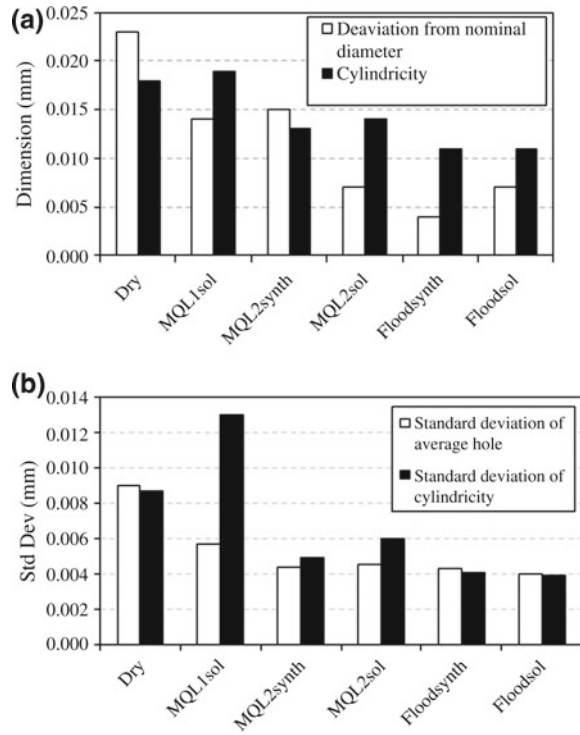 (a)
Deaviation from nominal
diameter
Cylindricity
Dimension (mm)
0.025
0.020
0.015
0.010
0.005
0.000
Dry
MQL1sol
MQL2synth
MQL2sol
Floodsynth
Floodsol
(b)
Standard deviation of
average hole
Standard deviation of
cylindricity
Std Dev (mm)
0.014
0.012
0.010
0.008
0.006
0.004
0.002
0.000
Dry
MQL1sol
MQL2synth
MQL2sol
Floodsynth
Floodsol